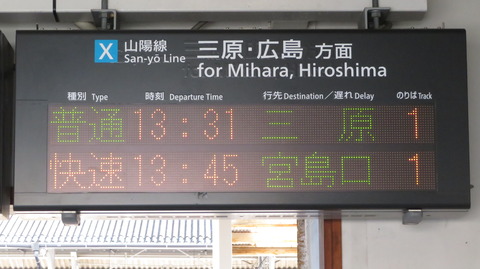 X 山陽線 三原・広島 方面
San-yō Line for Mihara, Hiroshima
種別 Type 時刻 Departure Time 行先 Destination / 遅れ Delay のりば Track
普通 13:31 三原 1
快速 13:45 宮島口 1